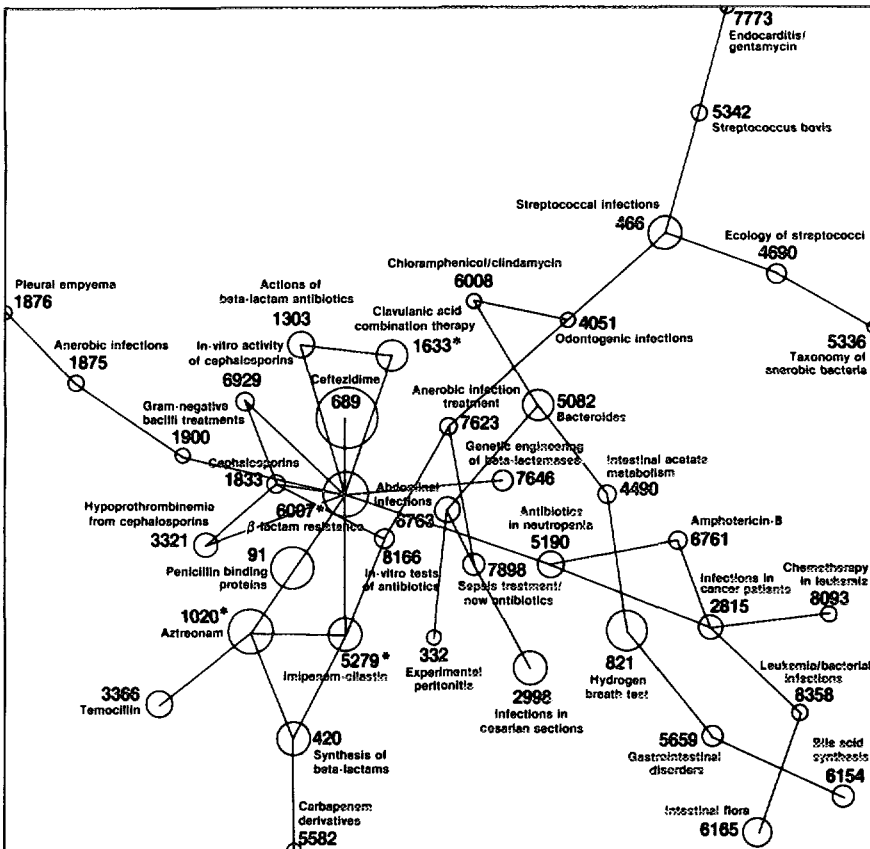 7773
Endocarditis/
gentamycin
5342
Streptococcus bovis
Streptococcal infections
466
Ecology of streptococci
4690
Chloramphenicol/clindamycin
6008
4051
Odontogenic infections
5336
Taxonomy of
anerobic bacteria
Pleural empyema
1876
Actions of
beta-lactam antibiotics
1303
Clavulanic acid
combination therapy
1633*
Anerobic infections
1875
In-vitro activity
of cephalosporins
6929
Ceftezidime
689
Anerobic infection
treatment
7623
5082
Bacteroides
Gram-negative
bacilli treatments
1900
Genetic engineering
of beta-lactemases
7646
Intestinal acetate
metabolism
4490
Cephalosporins
1833
Abdominal
infections
6763
6007*
β-lactam resistence
Hypoprothrombinemia
from cephalosporins
3321
Antibiotics
in neutropenia
5190
Amphotericin-B
6761
91
Penicillin binding
proteins
8166
In-vitro tests
of antibiotics
7898
Sepsis treatment/
now antibiotics
Infections in
cancer patients
2815
Chemotherapy
in leukemia
8093
1020*
Aztreonam
5279*
Imipenem-cilastin
332
Experimental
peritonitis
821
Hydrogen
breath test
3366
Temocillin
2998
Infections in
cesarian sections
Leukemia/bacterial
infections
8358
420
Synthesis of
beta-lactams
5659
Gastrointestinal
disorders
Bile acid
synthesis
6154
Carbapenem
derivatives
5582
Intestinal flora
6165